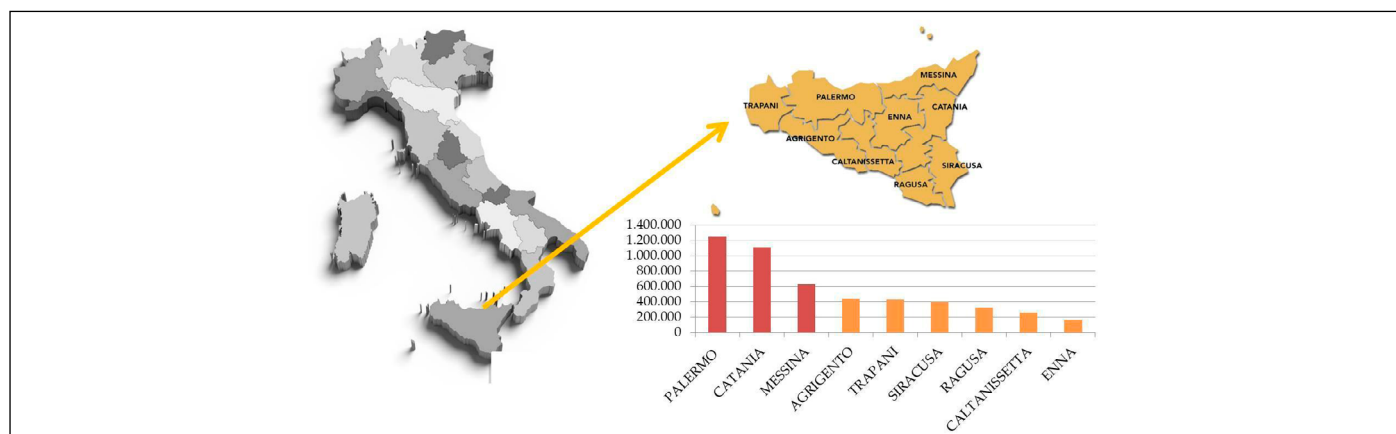 MESSINA
PALERMO
TRAPANI
CATANIA
ENNA
AGRIGENTO
CALTANISSETTA
SIRACUSA
RAGUSA
1.400.000
1.200.000
1.000.000
800.000
600.000
400.000
200.000
0
PALERMO
CATANIA
MESSINA
AGRIGENTO
TRAPANI
SIRACUSA
RAGUSA
CALTANISSETTA
ENNA